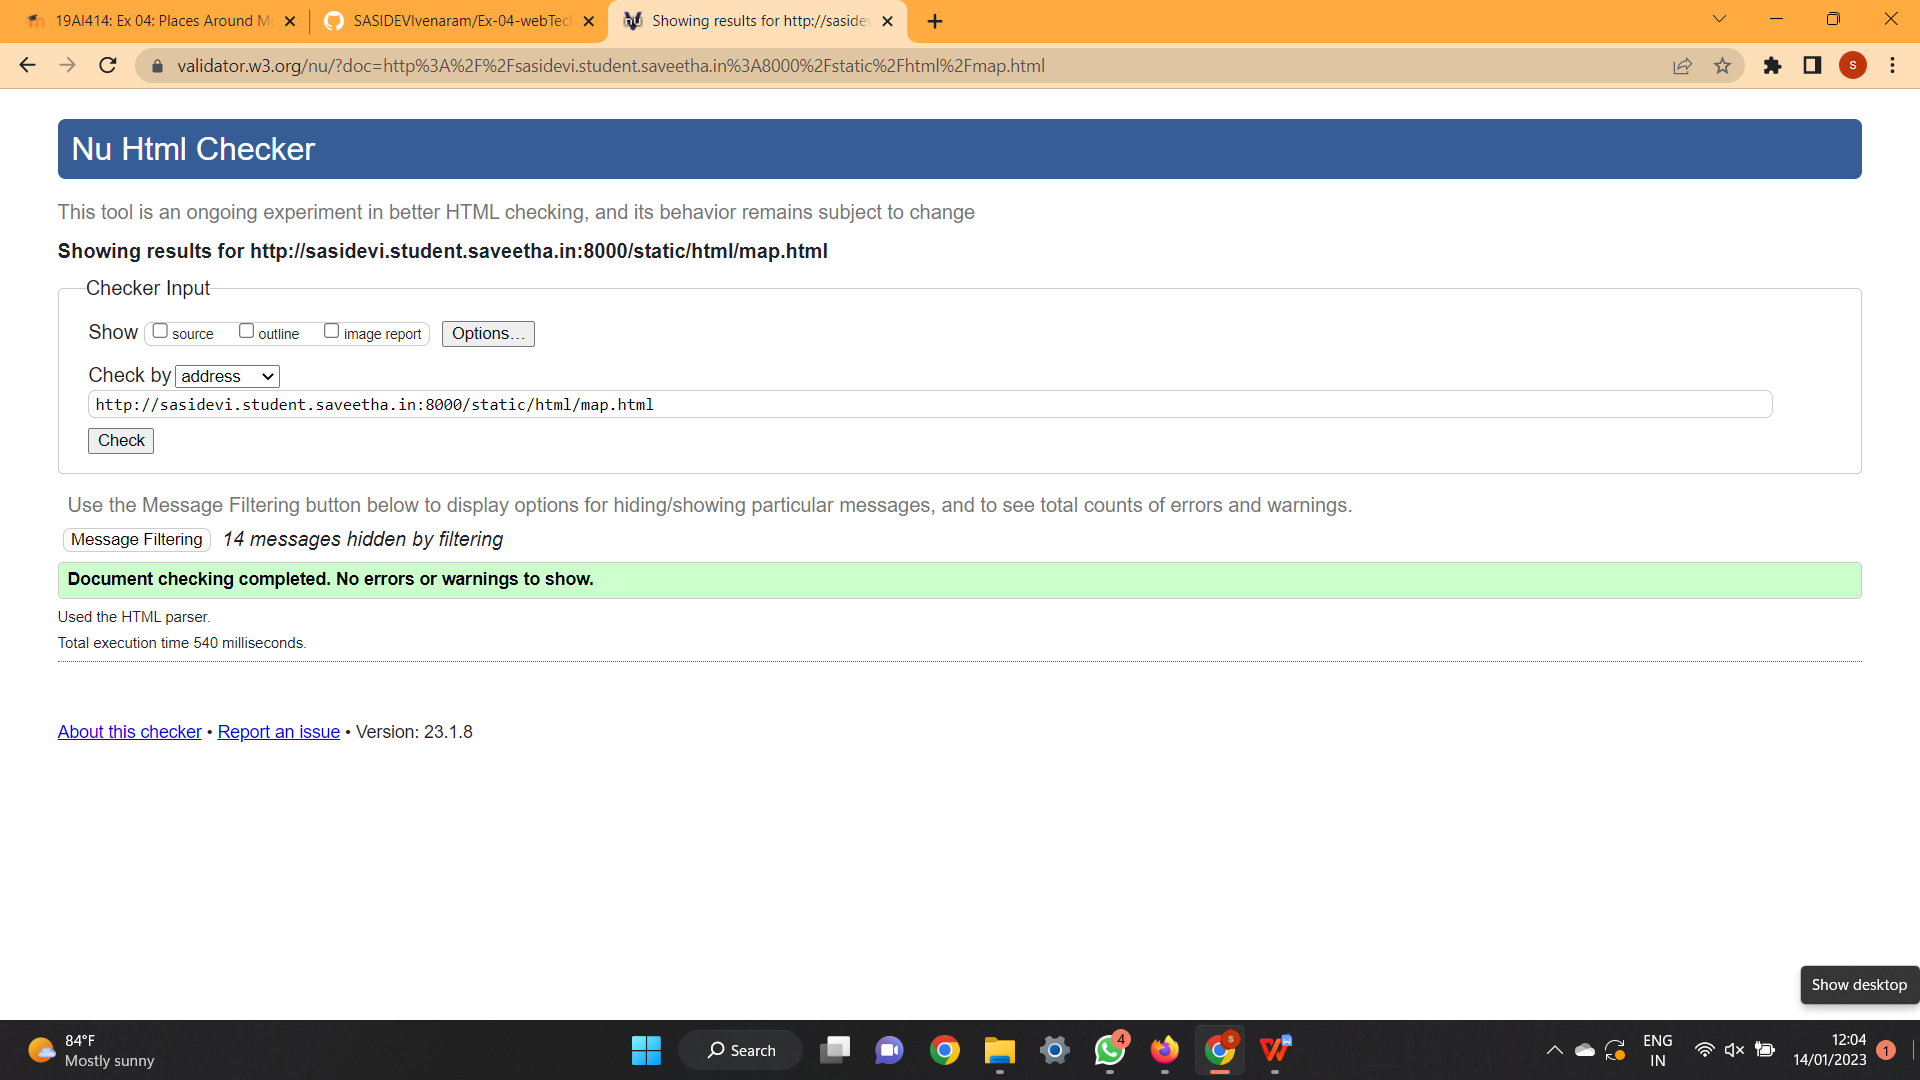 19AI414: Ex 04: Places Around M
SASIDEVIvenaram/Ex-04-webTec
Showing results for http://sasidev
validator.w3.org/nu/?doc=http%3A%2F%2Fsasidevi.student.saveetha.in%3A8000%2Fstatic%2Fhtml%2Fmap.html
S
Nu Html Checker
This tool is an ongoing experiment in better HTML checking, and its behavior remains subject to change
Showing results for http://sasidevi.student.saveetha.in:8000/static/html/map.html
Checker Input
Show source outline image report Options...
Check by address
http://sasidevi.student.saveetha.in:8000/static/html/map.html
Check
Use the Message Filtering button below to display options for hiding/showing particular messages, and to see total counts of errors and warnings.
Message Filtering 14 messages hidden by filtering
Document checking completed. No errors or warnings to show.
Used the HTML parser.
Total execution time 540 milliseconds.
About this checker • Report an issue • Version: 23.1.8
Show desktop
84°F
Mostly sunny
Search
4
S
ENG
IN
12:04
14/01/2023
1